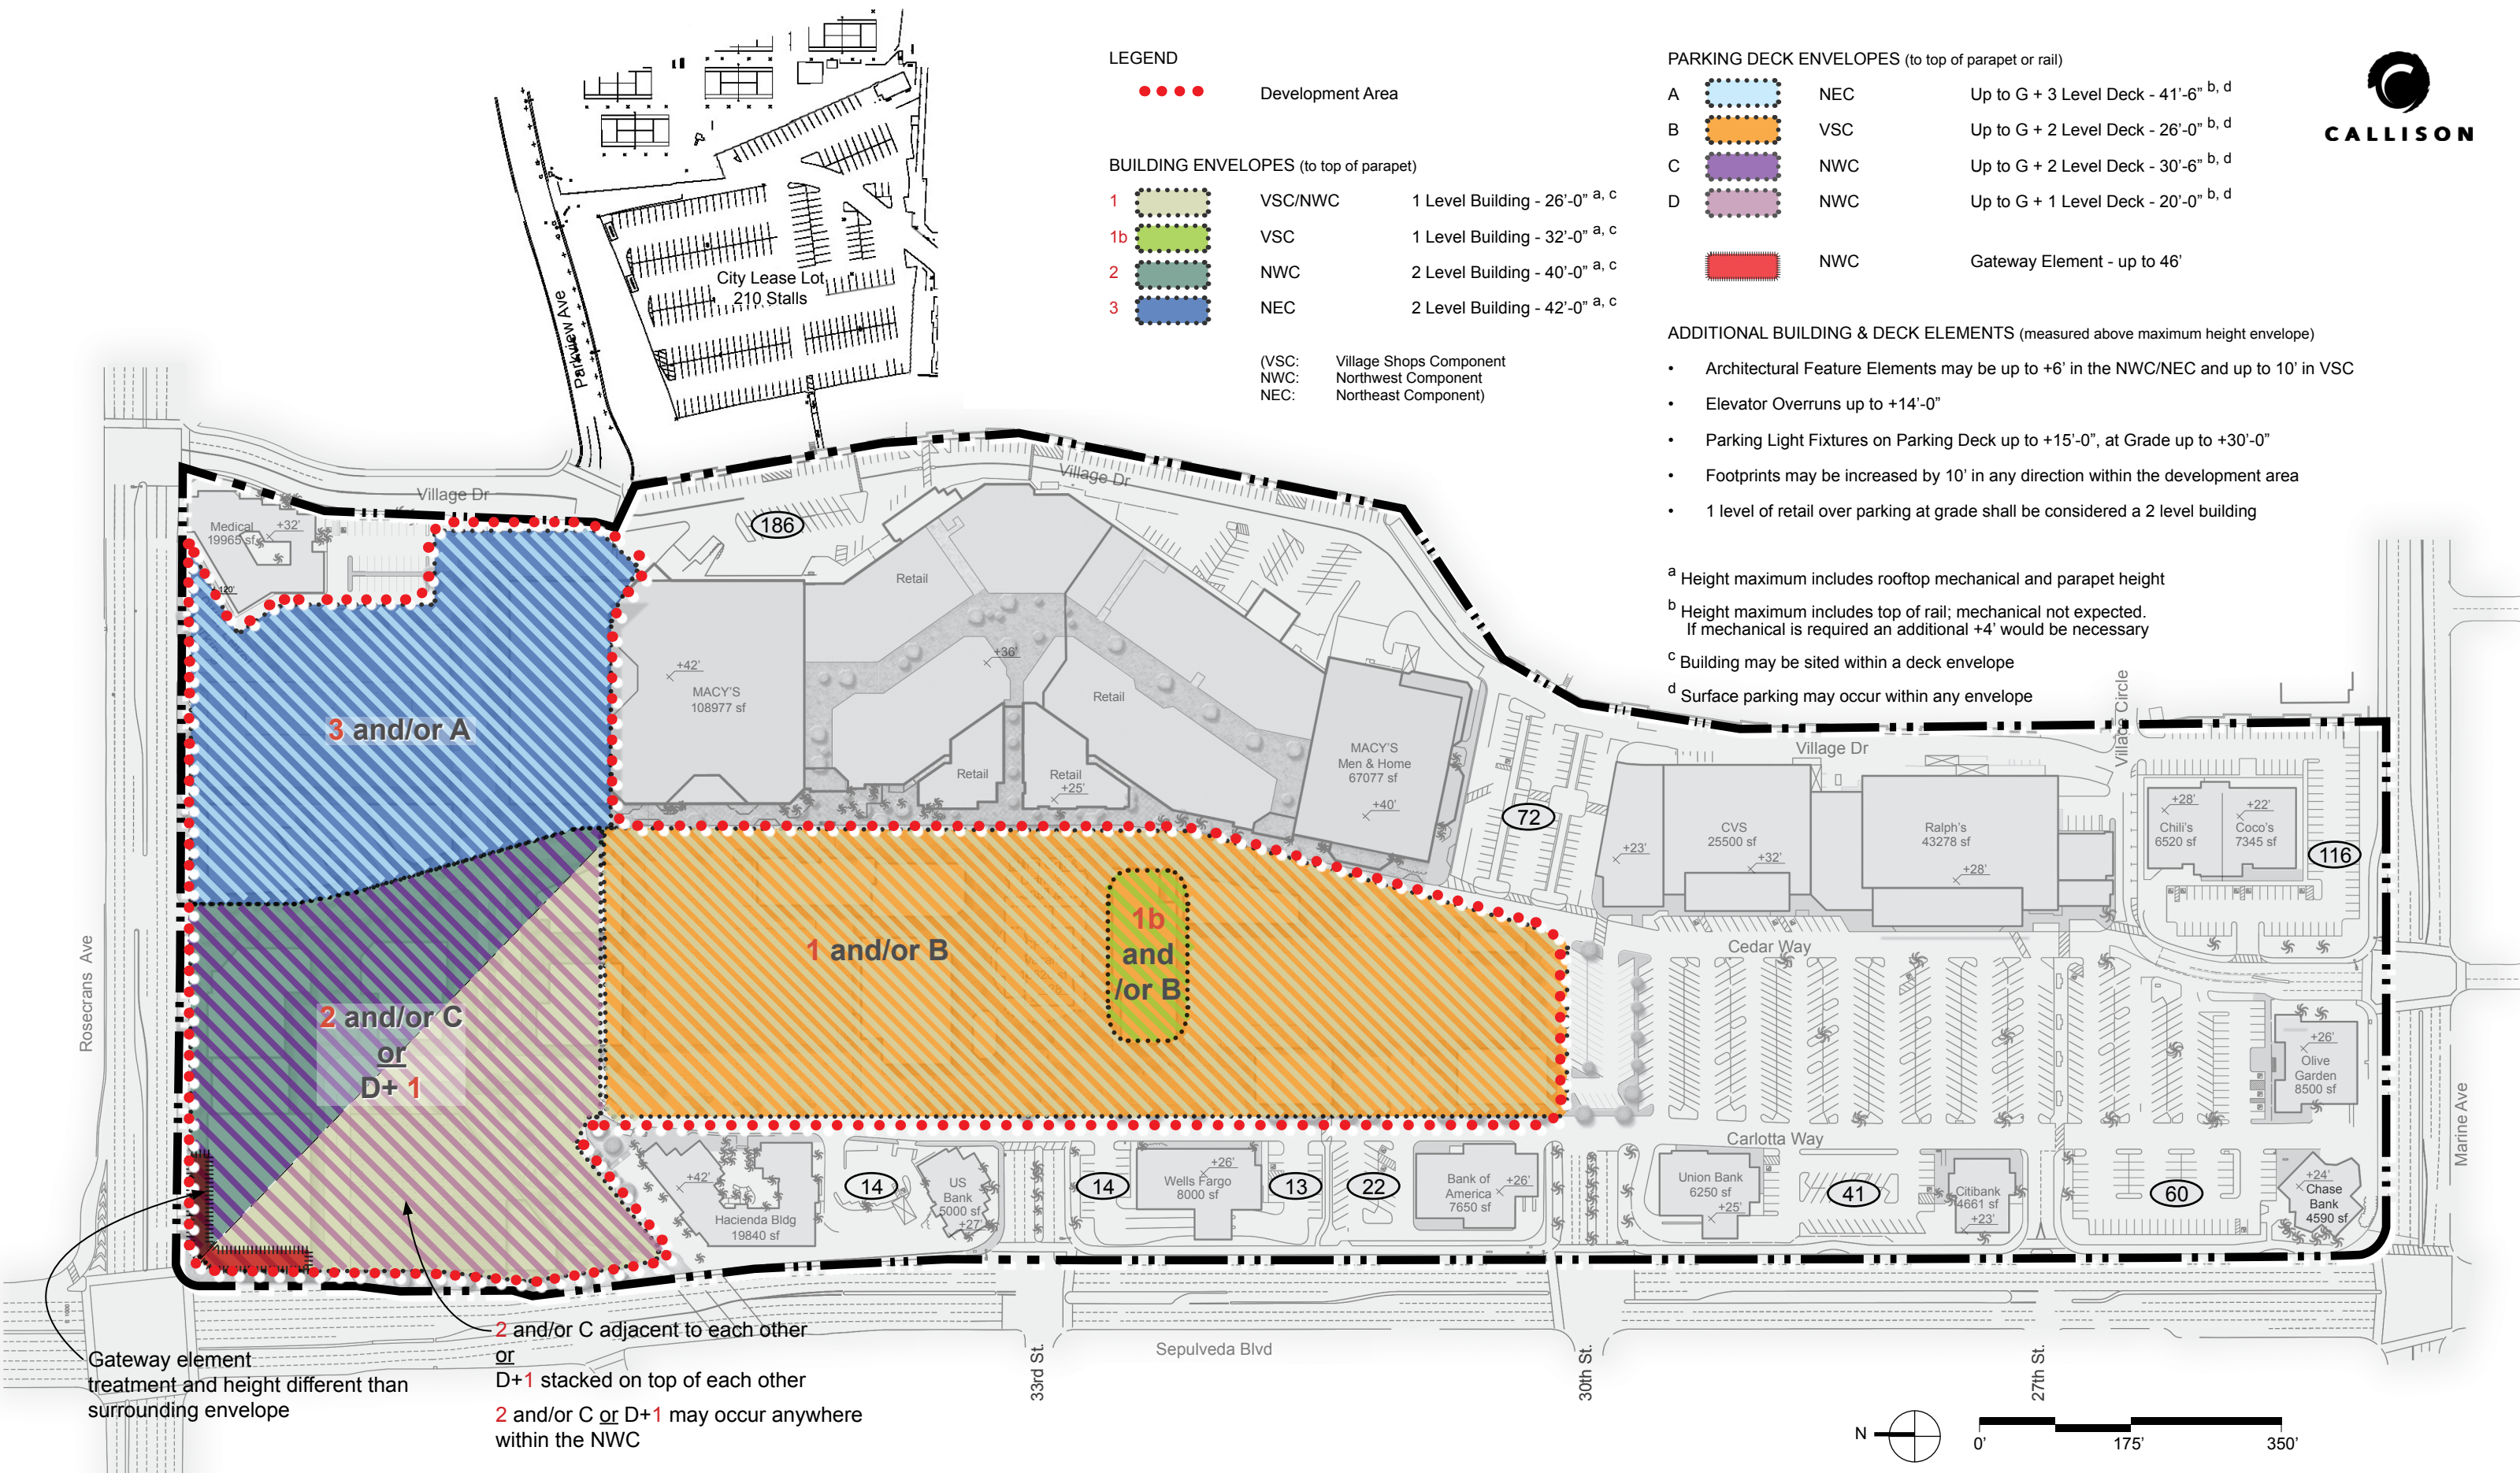 LEGEND
Development Area
BUILDING ENVELOPES (to top of parapet)
1 VSC/NWC 1 Level Building - 26'-0" a, c
1b VSC 1 Level Building - 32'-0" a, c
2 NWC 2 Level Building - 40'-0" a, c
3 NEC 2 Level Building - 42'-0" a, c
(VSC: Village Shops Component
NWC: Northwest Component
NEC: Northeast Component)
PARKING DECK ENVELOPES (to top of parapet or rail)
A NEC Up to G + 3 Level Deck - 41'-6" b, d
B VSC Up to G + 2 Level Deck - 26'-0" b, d
C NWC Up to G + 2 Level Deck - 30'-6" b, d
D NWC Up to G + 1 Level Deck - 20'-0" b, d
NWC Gateway Element - up to 46'
CALLISON
ADDITIONAL BUILDING & DECK ELEMENTS (measured above maximum height envelope)
• Architectural Feature Elements may be up to +6' in the NWC/NEC and up to 10' in VSC
• Elevator Overruns up to +14'-0"
• Parking Light Fixtures on Parking Deck up to +15'-0", at Grade up to +30'-0"
• Footprints may be increased by 10' in any direction within the development area
• 1 level of retail over parking at grade shall be considered a 2 level building
a Height maximum includes rooftop mechanical and parapet height
b Height maximum includes top of rail; mechanical not expected.
If mechanical is required an additional +4' would be necessary
c Building may be sited within a deck envelope
d Surface parking may occur within any envelope
City Lease Lot
210 Stalls
Parkview Ave
Village Dr
Village Dr
Village Dr
Village Circle
Medical
19965 sf
+32'
120'
186
Retail
+42'
MACY'S
108977 sf
+36'
Retail
Retail
Retail
+25'
MACY'S
Men & Home
67077 sf
+40'
72
+23'
CVS
25500 sf
+32'
Ralph's
43278 sf
+28'
+28'
Chili's
6520 sf
+22'
Coco's
7345 sf
116
3 and/or A
1 and/or B
1b
and
/or B
2 and/or C
or
D+ 1
Cedar Way
Carlotta Way
Rosecrans Ave
Marine Ave
+26'
Olive
Garden
8500 sf
+42'
Hacienda Bldg
19840 sf
14
US
Bank
5000 sf
+27'
14
+26'
Wells Fargo
8000 sf
13
22
Bank of
America
7650 sf
+26'
Union Bank
6250 sf
+25'
41
Citibank
4661 sf
+23'
60
+24'
Chase
Bank
4590 sf
Gateway element
treatment and height different than
surrounding envelope
2 and/or C adjacent to each other
or
D+1 stacked on top of each other
2 and/or C or D+1 may occur anywhere
within the NWC
33rd St.
Sepulveda Blvd
30th St.
27th St.
N
0' 175' 350'